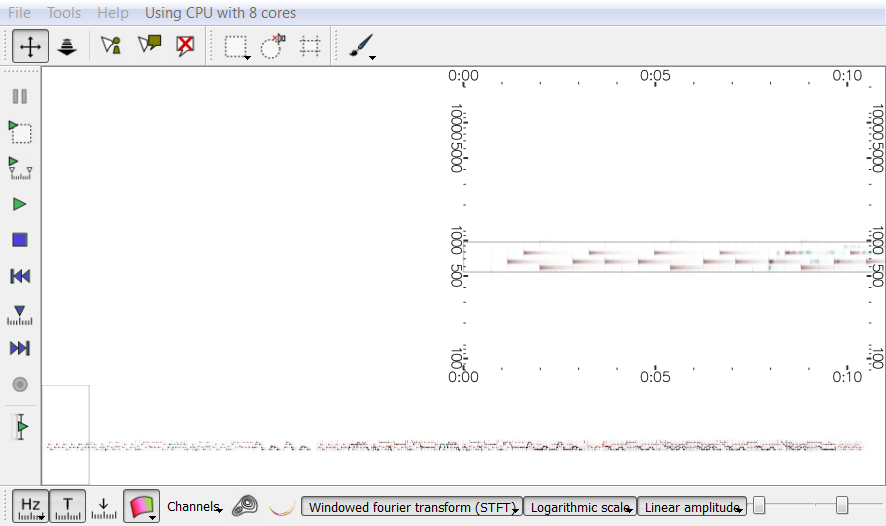 File Tools Help Using CPU with 8 cores
0:00 0:05 0:10
10000 10000
5000 5000
1000 1000
500 500
100 100
0:00 0:05 0:10
Hz T Channels Windowed fourier transform (STFT) Logarithmic scale Linear amplitude